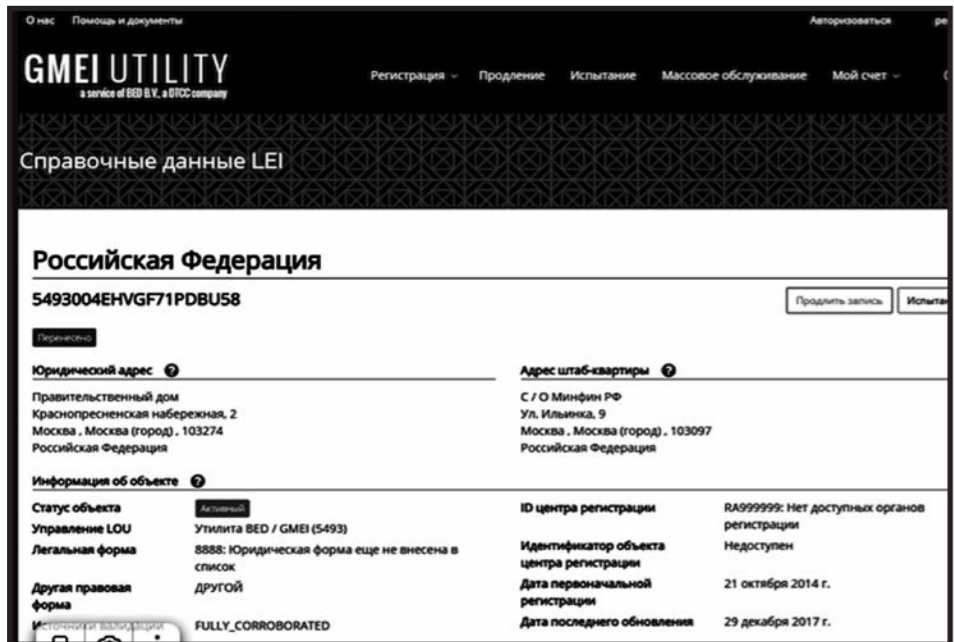 О нас Помощь и документы Авторизоваться ре
GMEI UTILITY
a service of BED B.V., a DTCC company
Регистрация Продление Испытание Массовое обслуживание Мой счет
Справочные данные LEI
Российская Федерация
5493004EHVGF71PDBU58
Продлить запись Испытан
Перенесено
Юридический адрес ? Адрес штаб-квартиры ?
Правительственный дом С / О Минфин РФ
Краснопресненская набережная, 2 Ул. Ильинка, 9
Москва , Москва (город) , 103274 Москва , Москва (город) , 103097
Российская Федерация Российская Федерация
Информация об объекте ?
Статус объекта Активный ID центра регистрации RA999999: Нет доступных органов
регистрации
Управление LOU Утилита BED / GMEI (5493)
Легальная форма 8888: Юридическая форма еще не внесена в
список
Идентификатор объекта Недоступен
центра регистрации
Другая правовая ДРУГОЙ
форма
Дата первоначальной 21 октября 2014 г.
регистрации
Источники валидации FULLY_CORROBORATED
Дата последнего обновления 29 декабря 2017 г.